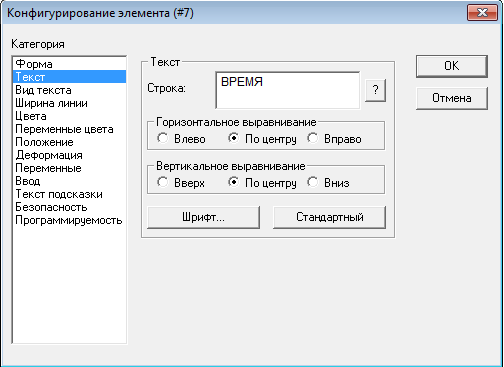 Конфигурирование элемента (#7)
Категория
Форма
Текст
Вид текста
Ширина линии
Цвета
Переменные цвета
Положение
Деформация
Переменные
Ввод
Текст подсказки
Безопасность
Программируемость
Текст
Строка:
ВРЕМЯ
?
Горизонтальное выравнивание
Влево По центру Вправо
Вертикальное выравнивание
Вверх По центру Вниз
Шрифт... Стандартный
OK
Отмена